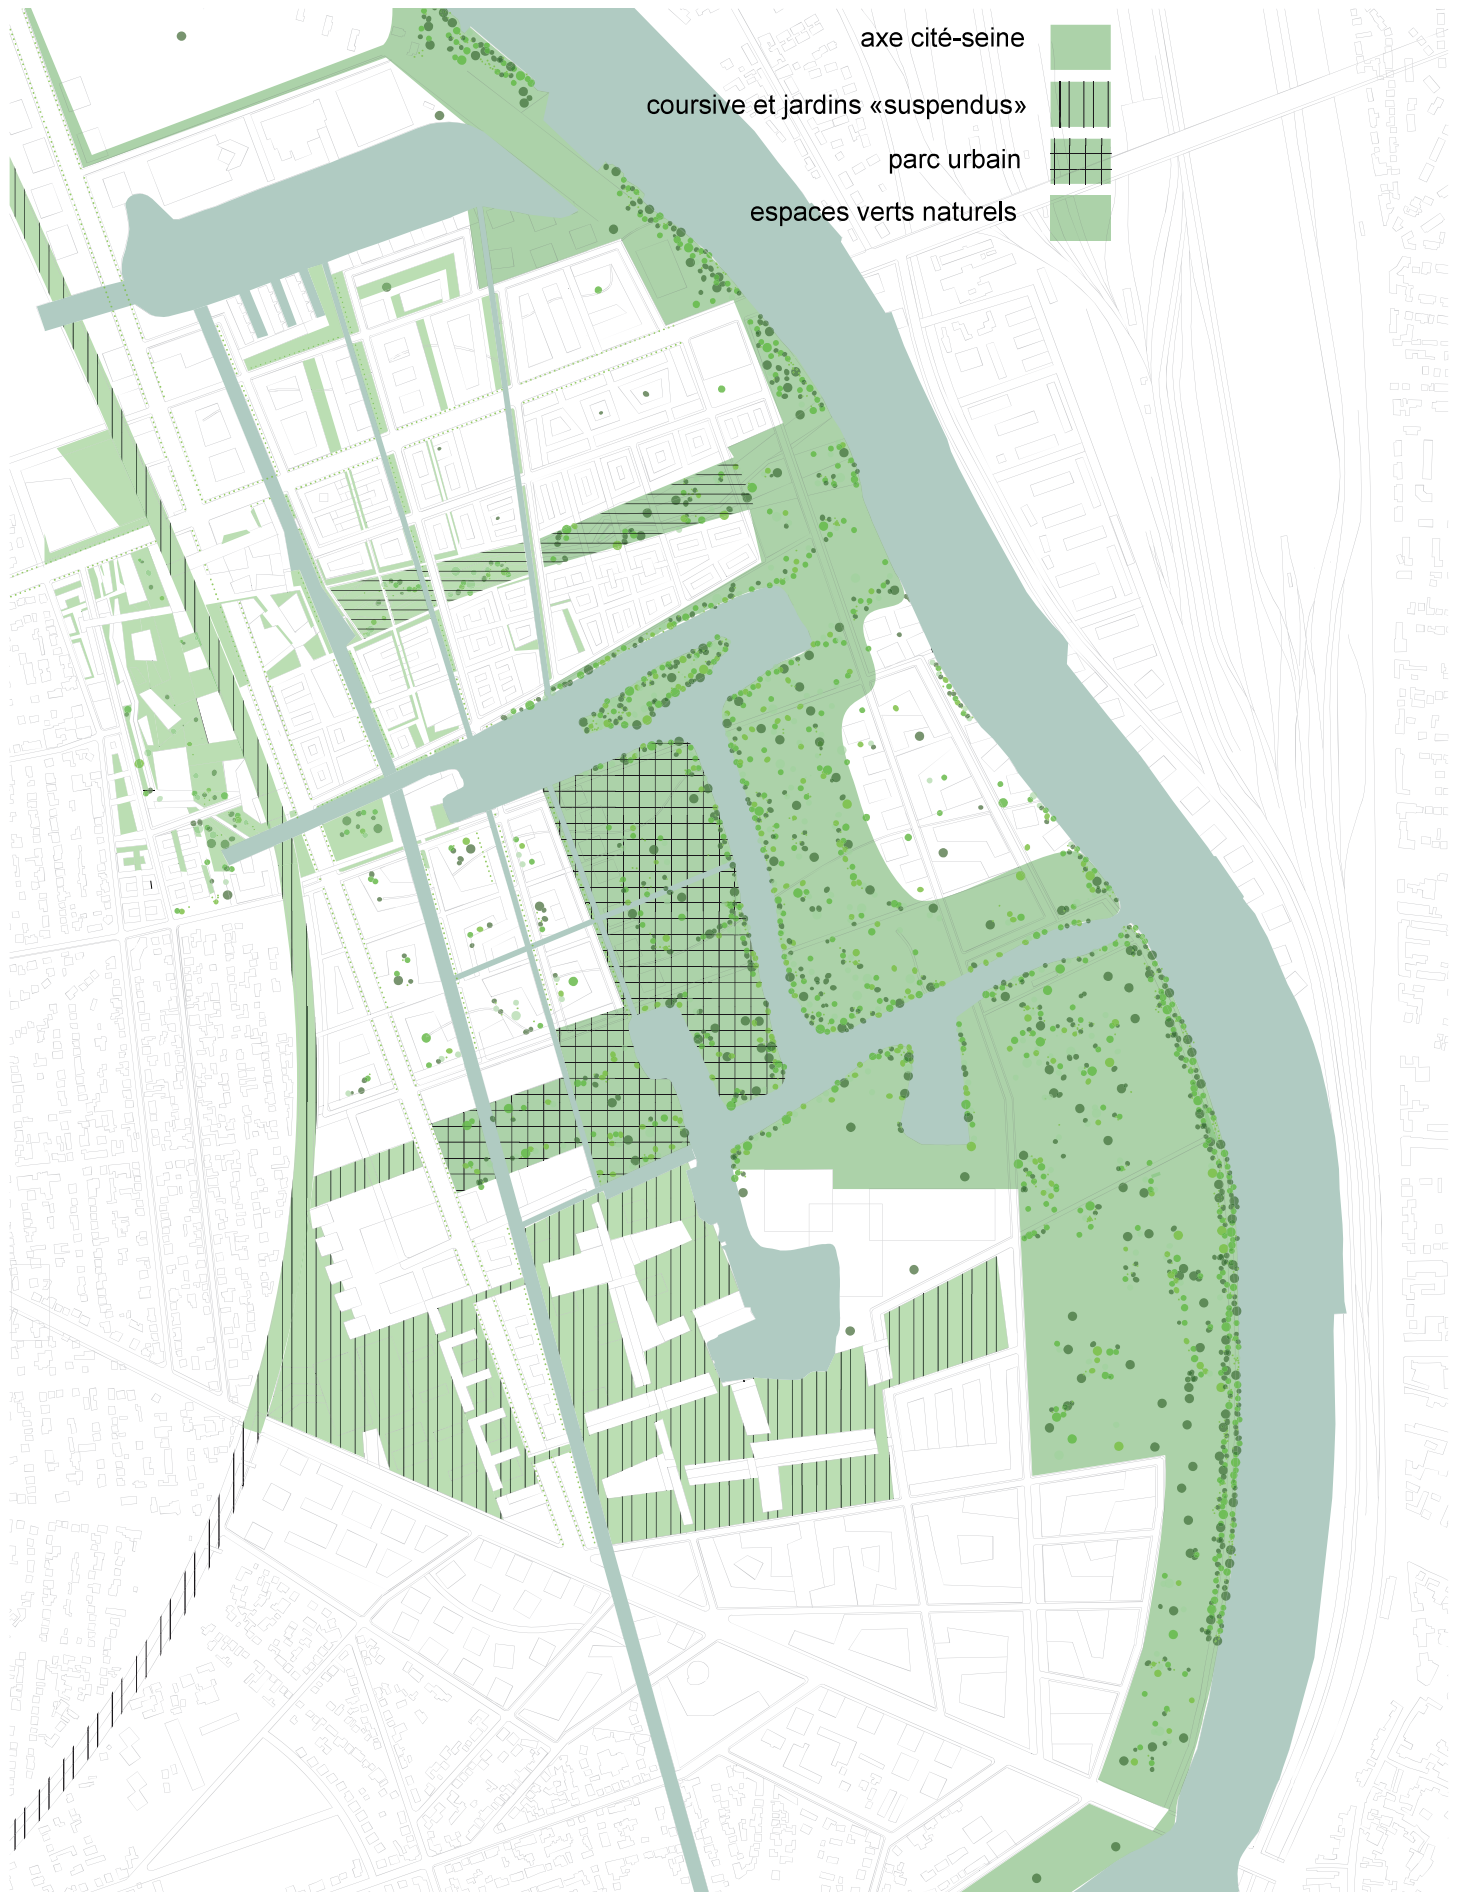 axe cité-seine
coursive et jardins «suspendus»
parc urbain
espaces verts naturels